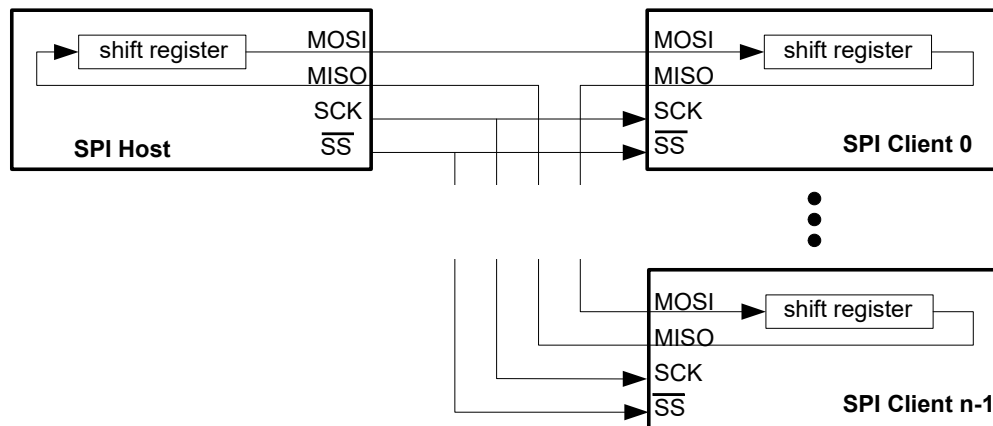 shift register
MOSI
MISO
SCK
SS
SPI Host
MOSI
shift register
MISO
SCK
SS
SPI Client 0
MOSI
shift register
MISO
SCK
SS
SPI Client n-1